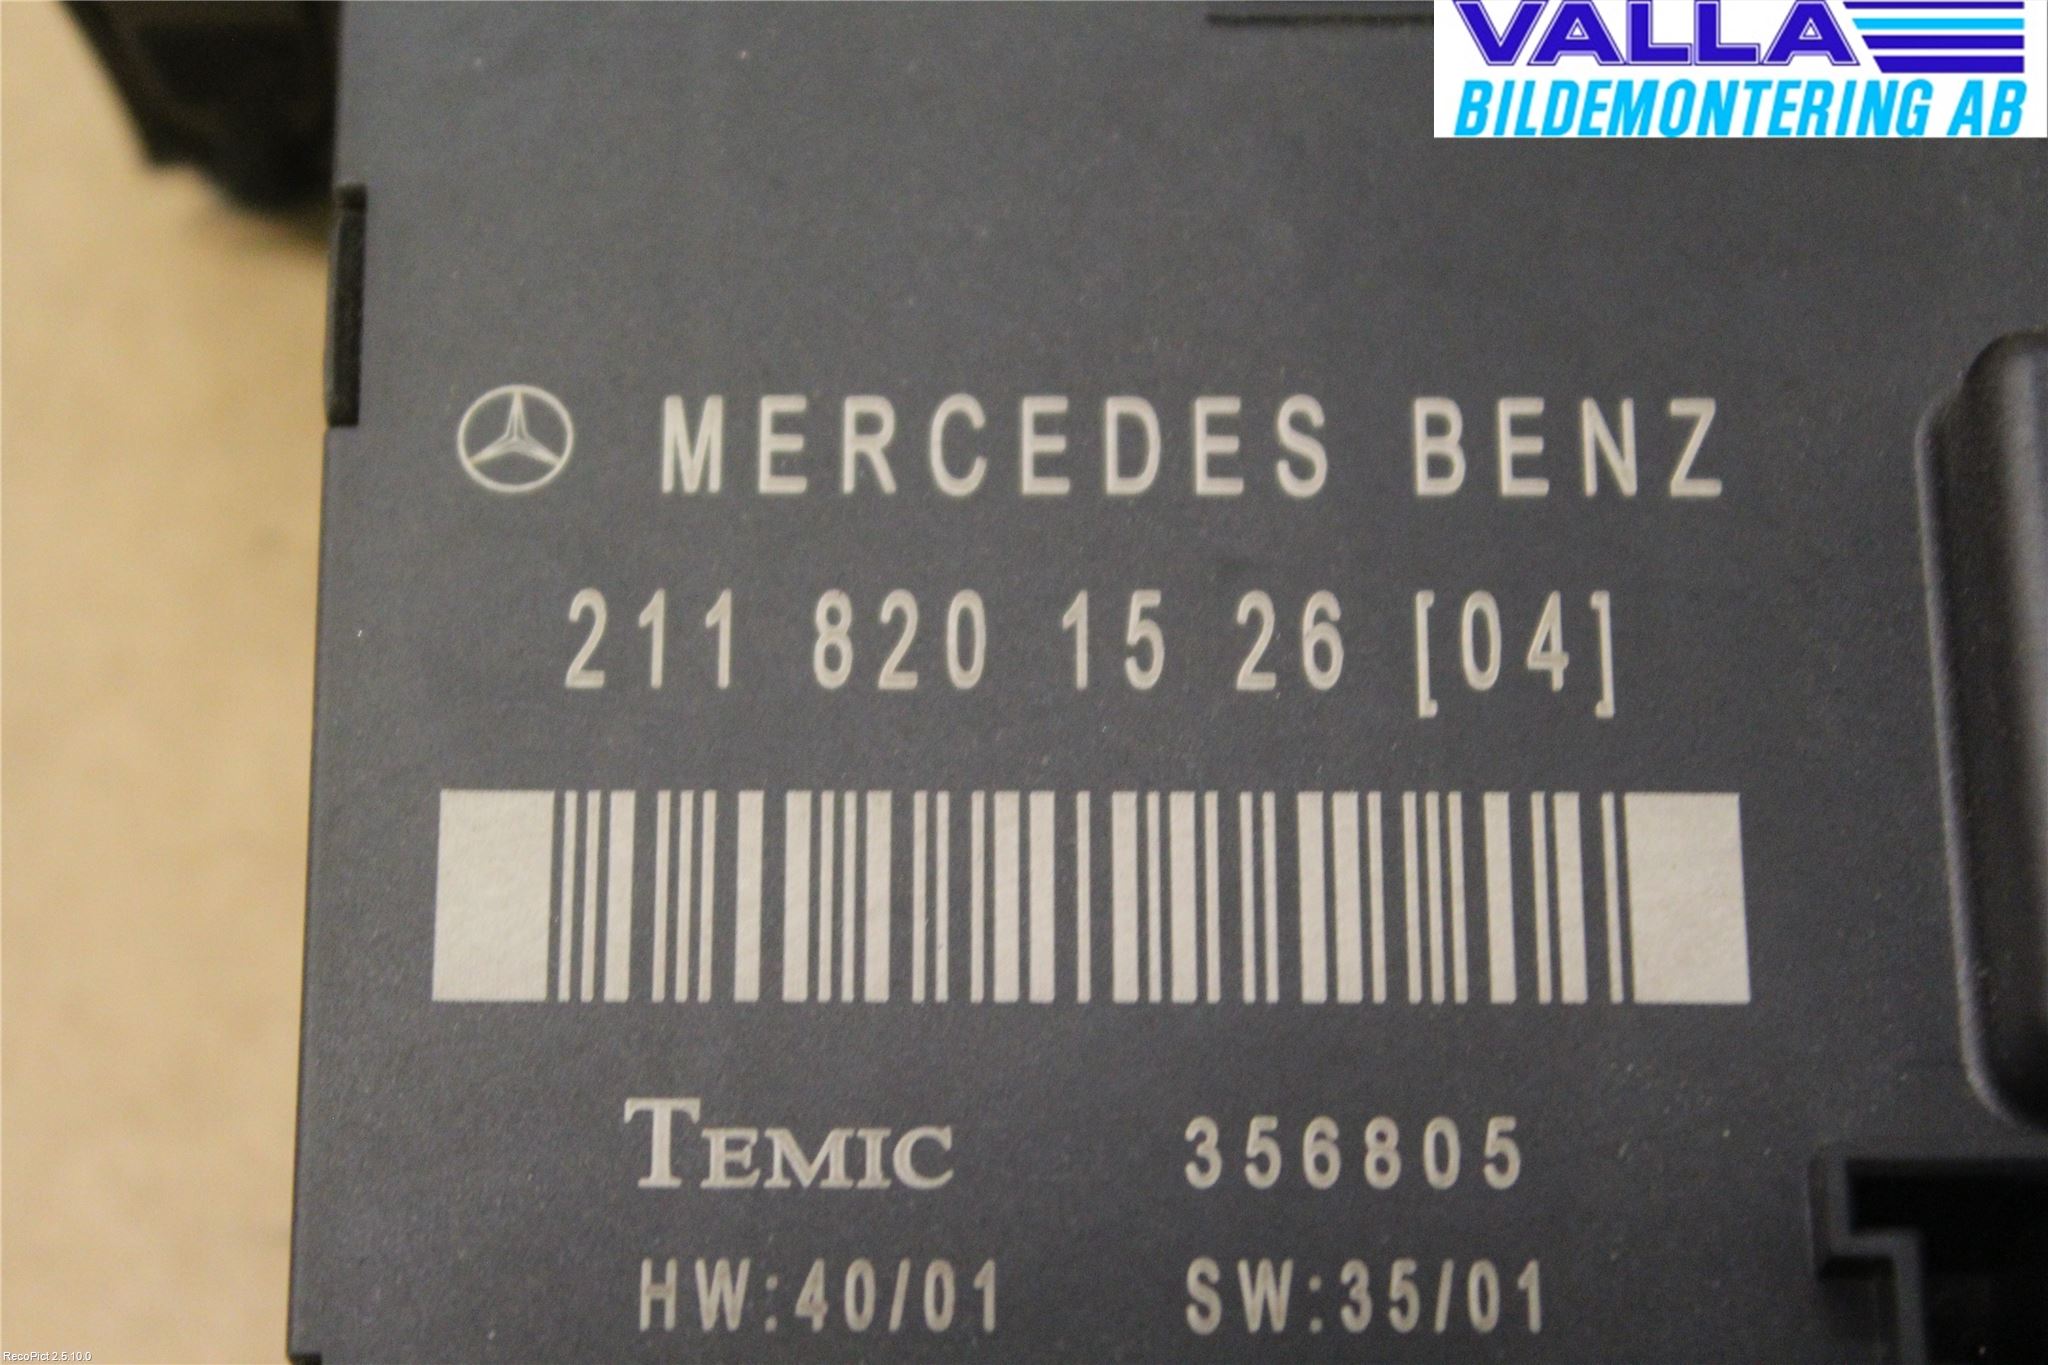 VALLA
BILDEMONTERING AB
MERCEDES BENZ
211 820 15 26 [04]
TEMIC 356805
HW:40/01 SW:35/01
RecoPict 2.5.10.0